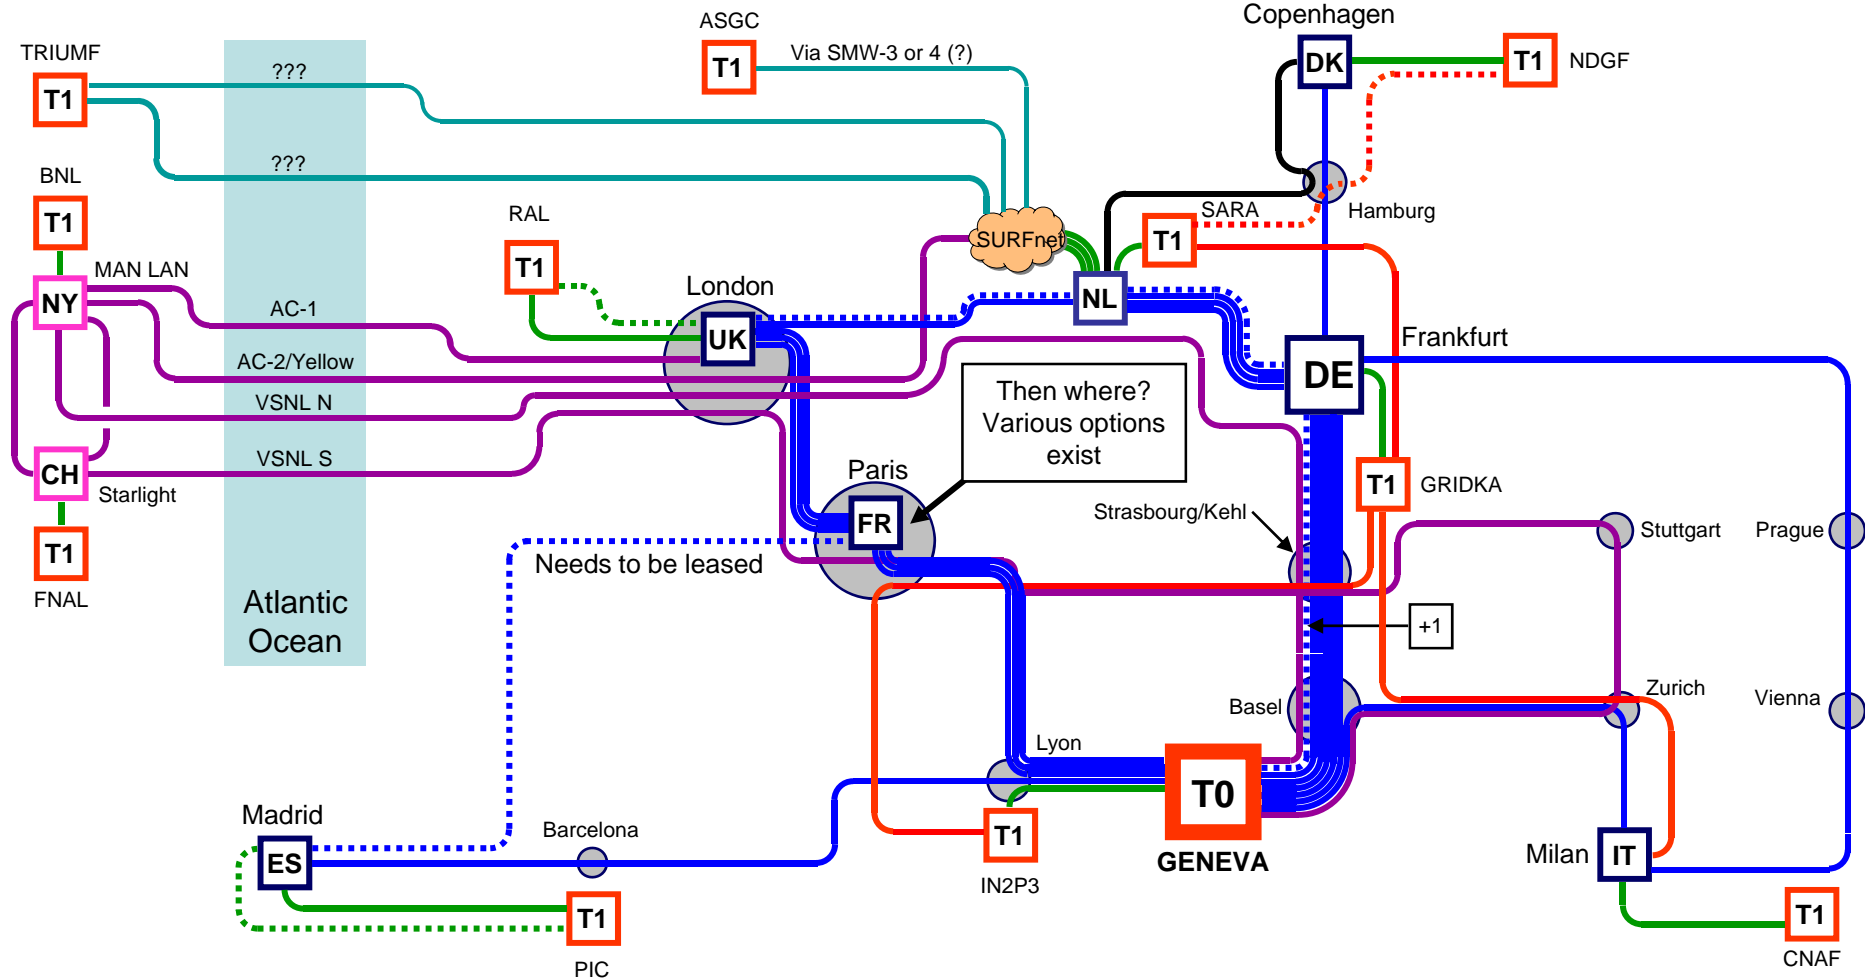 Copenhagen
ASGC
TRIUMF
T1
Via SMW-3 or 4 (?)
DK
T1
NDGF
???
T1
???
BNL
T1
RAL
SARA
Hamburg
T1
SURFnet
T1
MAN LAN
NY
London
NL
AC-1
UK
Frankfurt
AC-2/Yellow
DE
VSNL N
Then where?
Various options
exist
VSNL S
CH
Starlight
Paris
T1
GRIDKA
Strasbourg/Kehl
FR
Stuttgart
Prague
T1
Needs to be leased
FNAL
Atlantic
Ocean
+1
Zurich
Basel
Vienna
Lyon
T0
Madrid
Barcelona
T1
GENEVA
Milan
IT
ES
IN2P3
T1
T1
PIC
CNAF